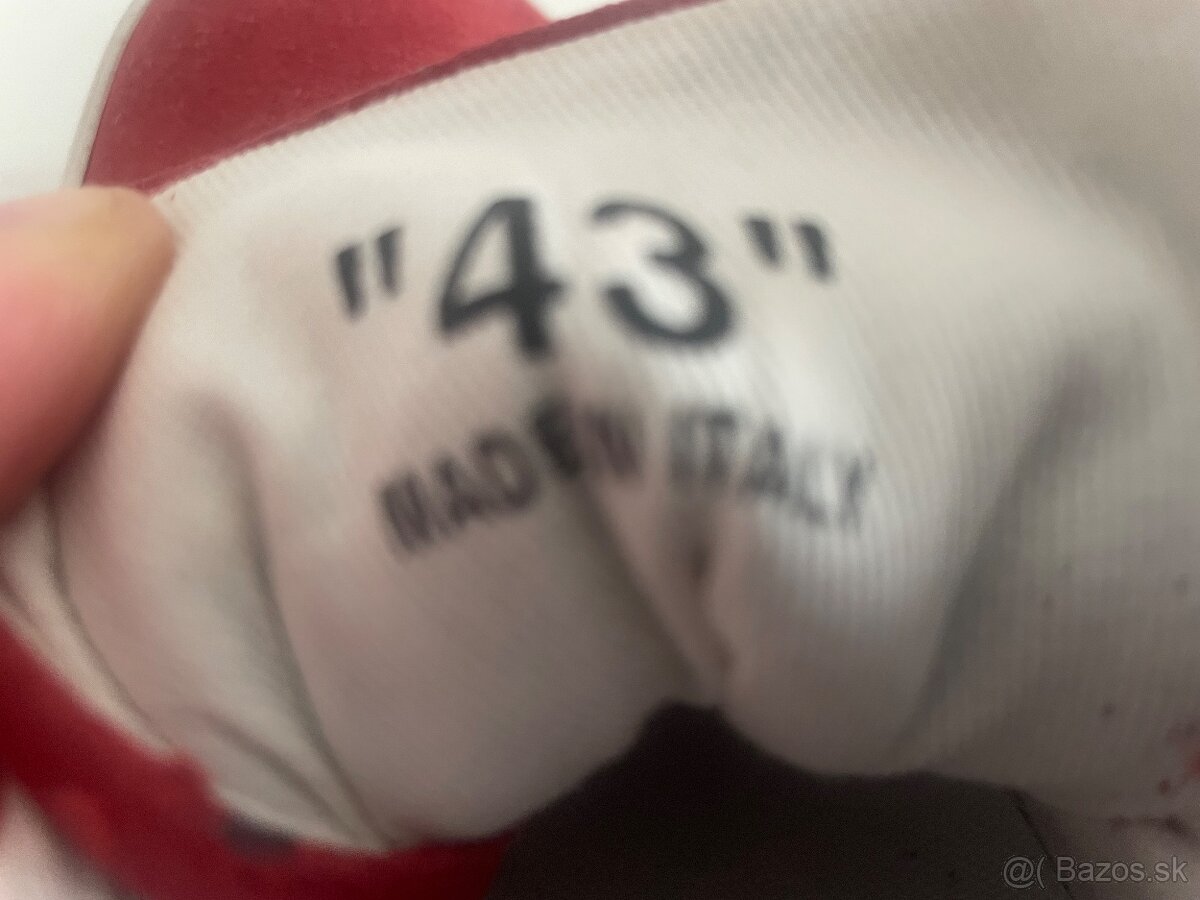 "43"
MADE IN ITALY
@( Bazos.sk